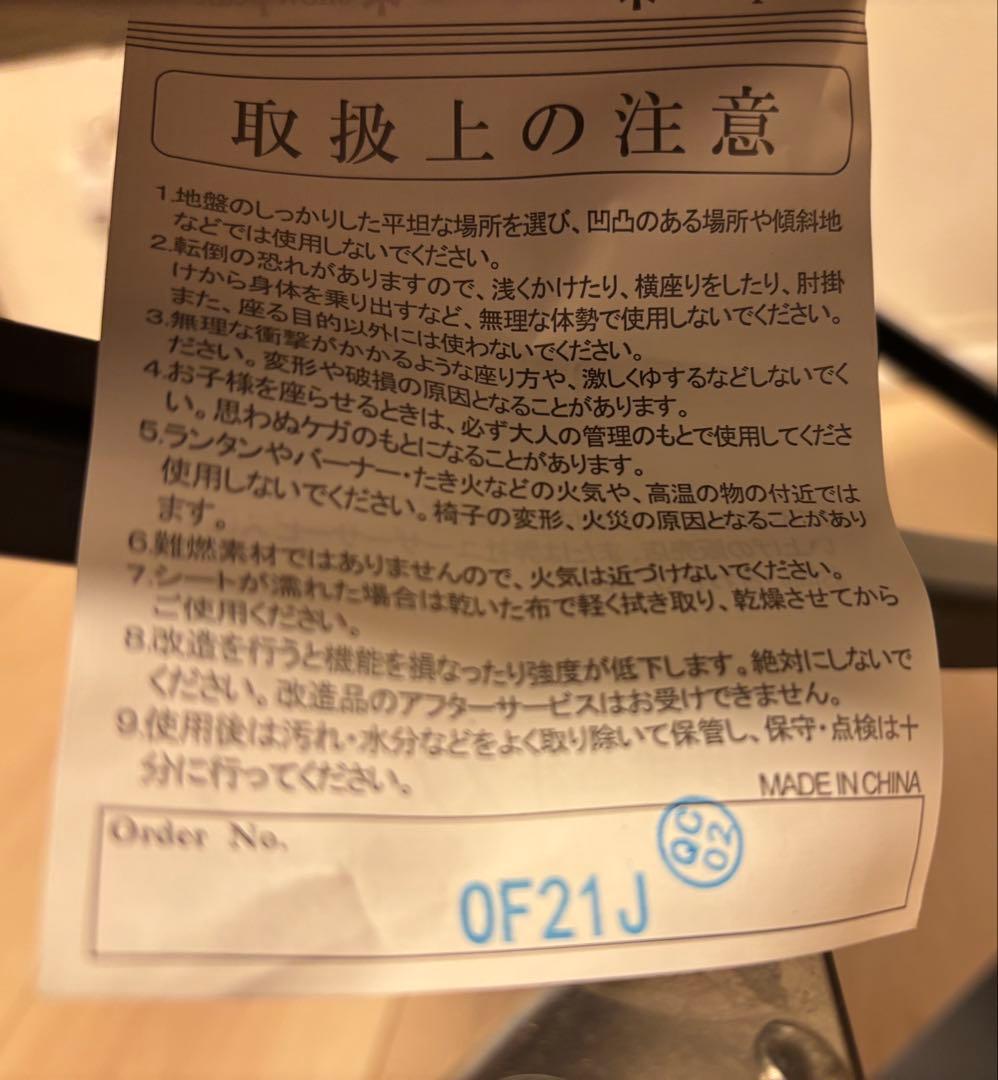 取扱上の注意
1.地盤のしっかりした平坦な場所を選び、凹凸のある場所や傾斜地
などでは使用しないでください。
2.転倒の恐れがありますので、浅くかけたり、横座りをしたり、肘掛
けから身体を乗り出すなど、無理な体勢で使用しないでください。
また、座る目的以外には使わないでください。
3.無理な衝撃がかかるような座り方や、激しくゆするなどしないでく
ださい。変形や破損の原因となることがあります。
4.お子様を座らせるときは、必ず大人の管理のもとで使用してくださ
い。思わぬケガのもとになることがあります。
5.ランタンやバーナー・たき火などの火気や、高温の物の付近では
使用しないでください。椅子の変形、火災の原因となることがあり
ます。
6.難燃素材ではありませんので、火気は近づけないでください。
7.シートが濡れた場合は乾いた布で軽く拭き取り、乾燥させてから
ご使用ください。
8.改造を行うと機能を損なったり強度が低下します。絶対にしないで
ください。改造品のアフターサービスはお受けできません。
9.使用後は汚れ・水分などをよく取り除いて保管し、保守・点検は十
分に行ってください。
MADE IN CHINA
Order No.
QC
02
0F21J